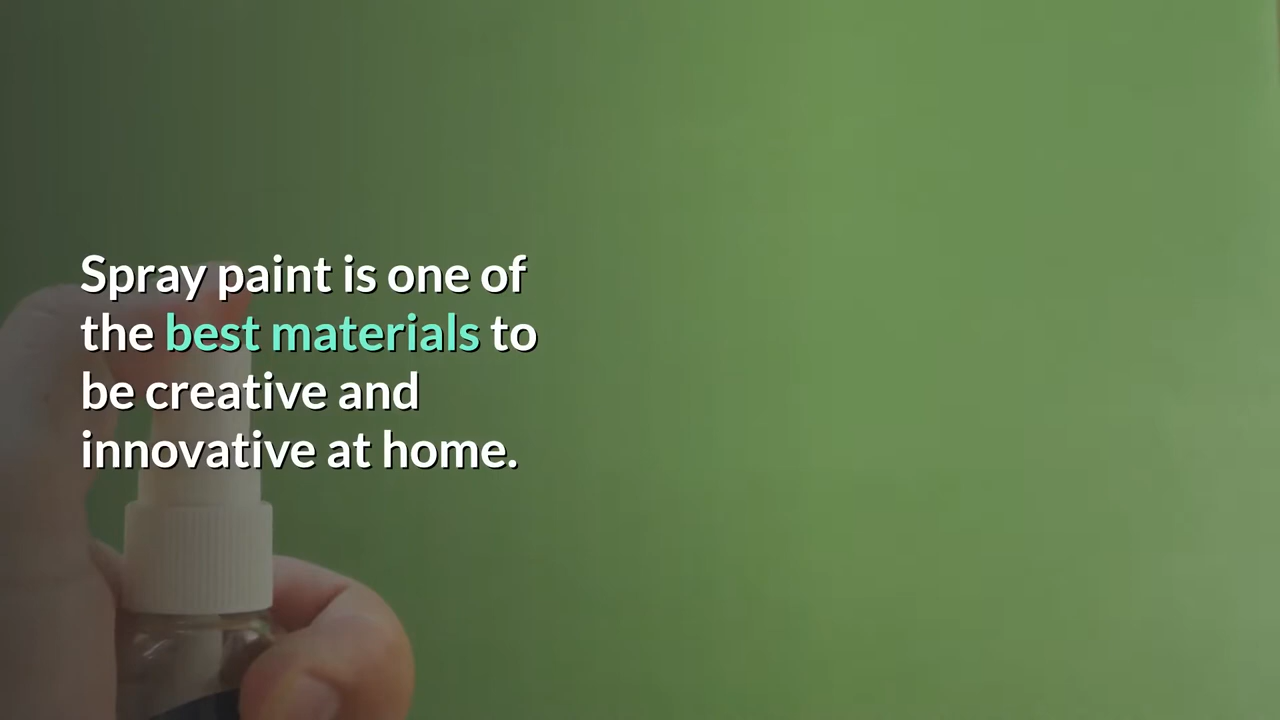 Spray paint is one of
the best materials to
be creative and
innovative at home.